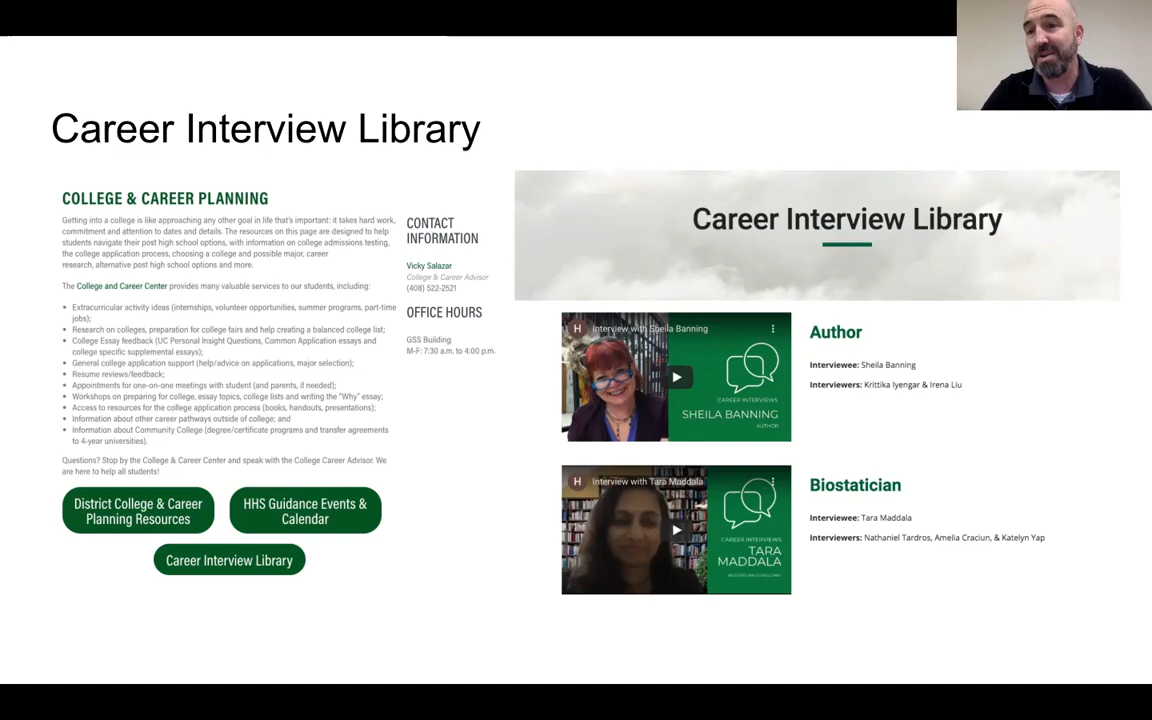 Career Interview Library
COLLEGE & CAREER PLANNING
Getting into a college is like approaching any other goal in life that's important: it takes hard work,
commitment and attention to dates and details. The resources on this page are designed to help
students navigate their post high school options, with information on college admissions testing,
the college application process, choosing a college and possible major, career
research, alternative post high school options and more.
The College and Career Center provides many valuable services to our students, including:
• Extracurricular activity ideas (internships, volunteer opportunities, summer programs, part-time
jobs);
• Research on colleges, preparation for college fairs and help creating a balanced college list;
• College Essay feedback (UC Personal Insight Questions, Common Application essays and
college specific supplemental essays);
• General college application support (help/advice on applications, major selection);
• Resume reviews/feedback;
• Appointments for one-on-one meetings with student (and parents, if needed);
• Workshops on preparing for college, essay topics, college lists and writing the "Why" essay;
• Access to resources for the college application process (books, handouts, presentations);
• Information about other career pathways outside of college; and
• Information about Community College (degree/certificate programs and transfer agreements
to 4-year universities).
Questions? Stop by the College & Career Center and speak with the College Career Advisor. We
are here to help all students!
District College & Career
Planning Resources
HHS Guidance Events &
Calendar
Career Interview Library
CONTACT
INFORMATION
Vicky Salazar
College & Career Advisor
(408) 522-2521
OFFICE HOURS
GSS Building
M-F: 7:30 a.m. to 4:00 p.m.
Career Interview Library
H Interview with Sheila Banning
CAREER INTERVIEWS
SHEILA BANNING
AUTHOR
Author
Interviewee: Sheila Banning
Interviewers: Krittika Iyengar & Irena Liu
H Interview with Tara Maddala
CAREER INTERVIEWS
TARA
MADDALA
Biostatician
Interviewee: Tara Maddala
Interviewers: Nathaniel Tardros, Amelia Craciun, & Katelyn Yap